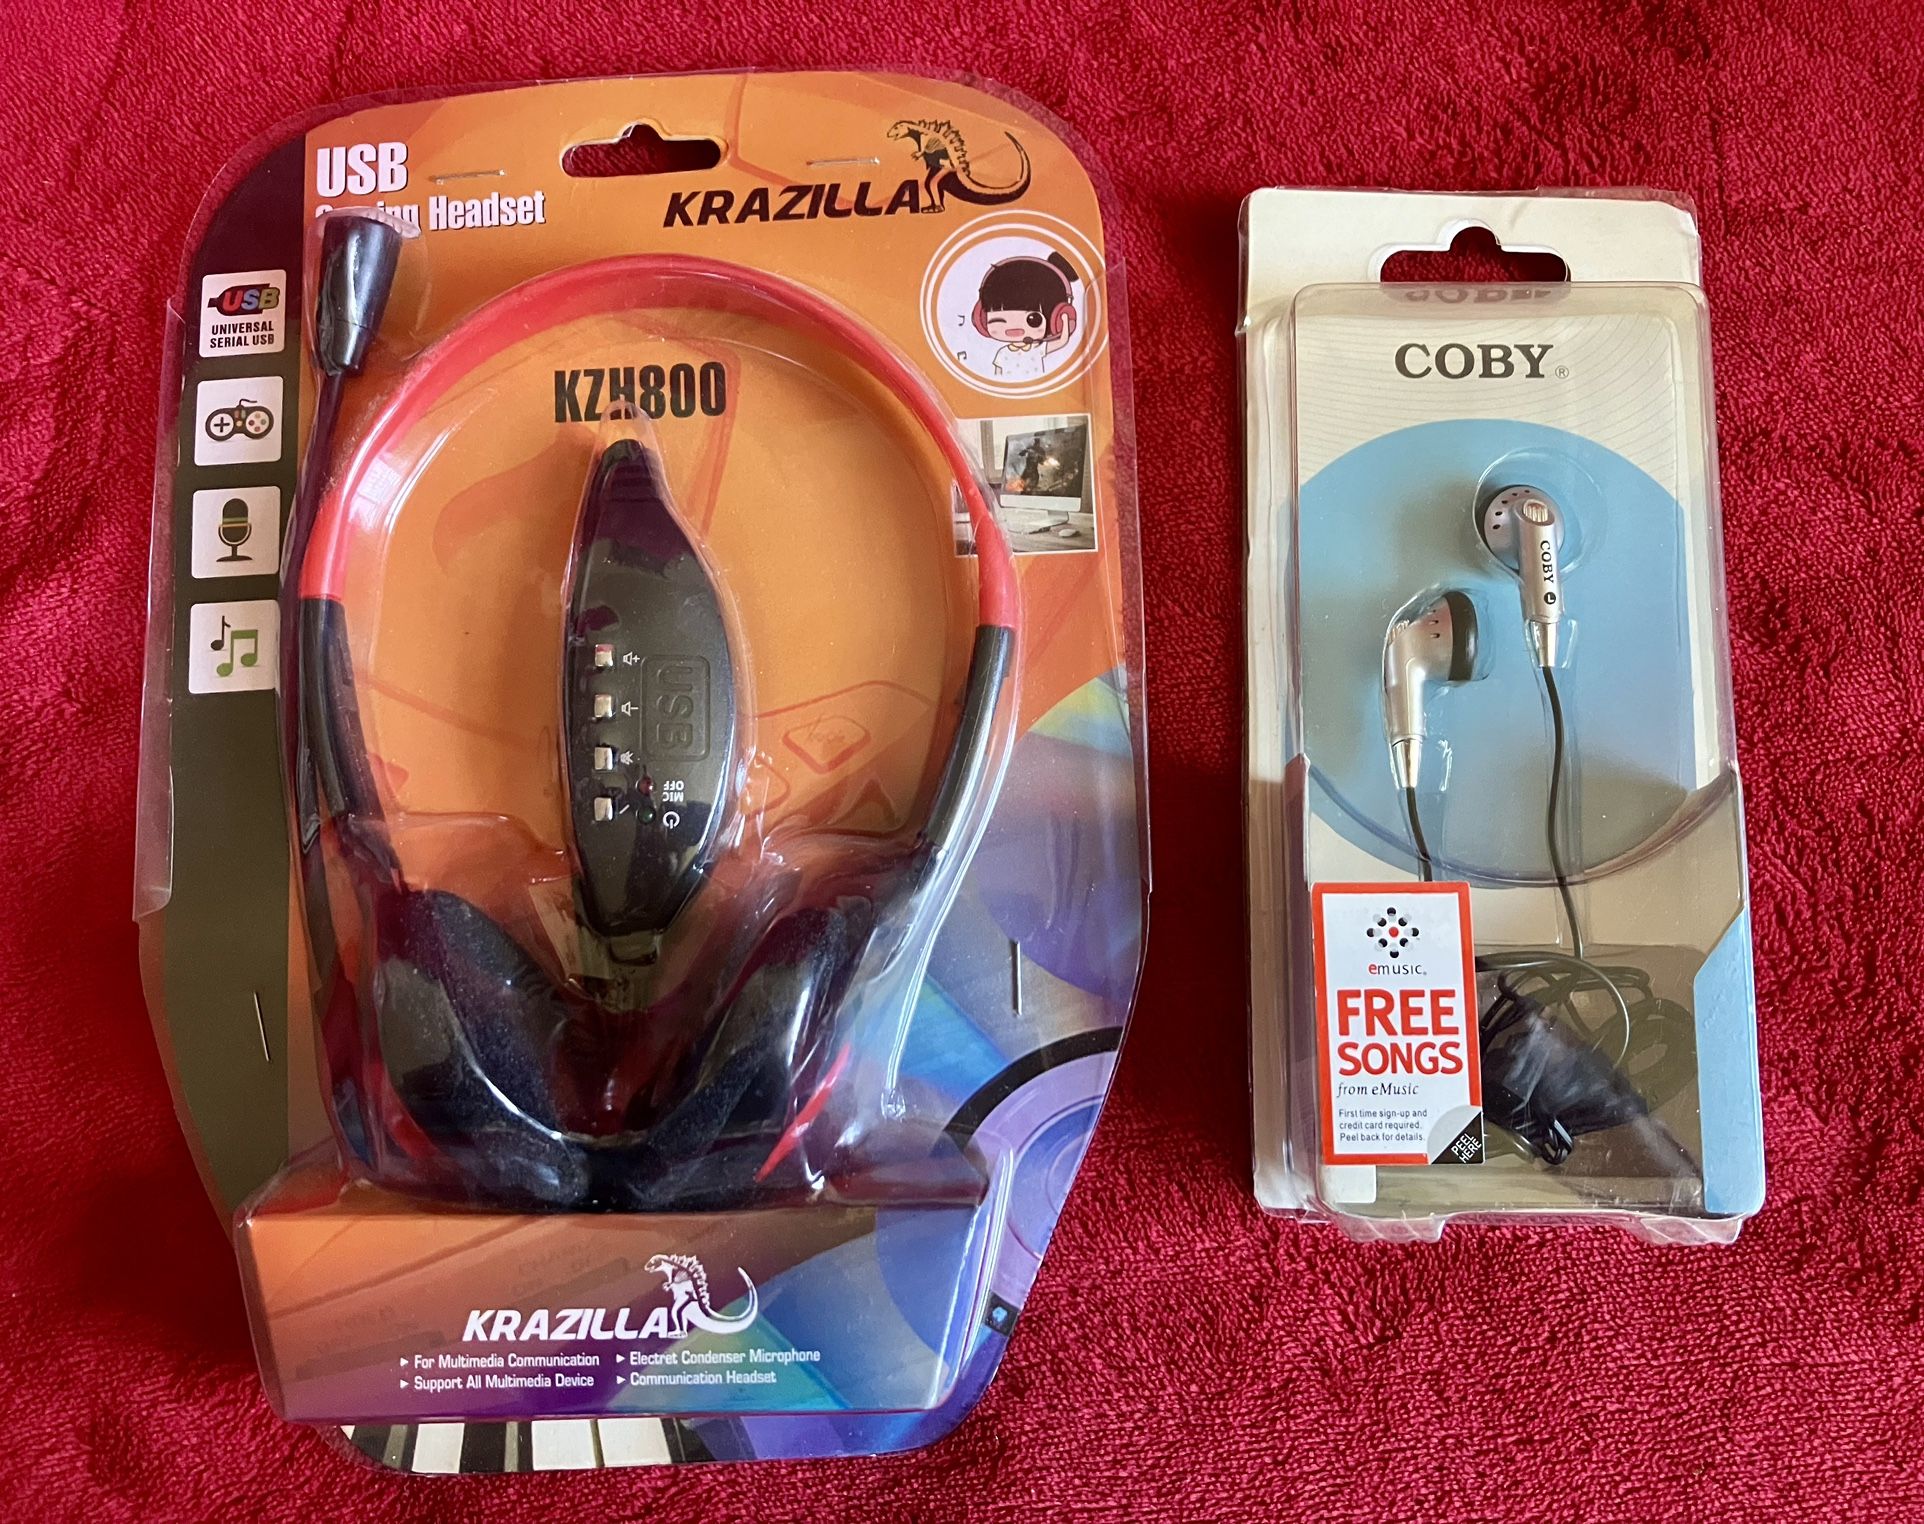 USB
Gaming Headset
KRAZILLA
USB
UNIVERSAL
SERIAL USB
KZH800
USB
MIC
OFF
KRAZILLA
For Multimedia Communication
Support All Multimedia Device
Electret Condenser Microphone
Communication Headset
COBY®
COBY L
emusic®
FREE
SONGS
from eMusic
First time sign-up and
credit card required.
Peel back for details.
PEEL
HERE